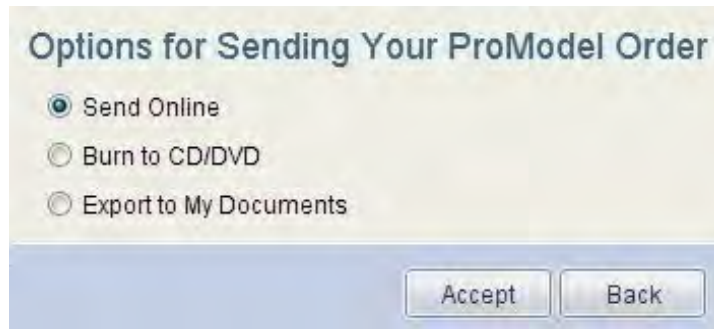 Options for Sending Your ProModel Order
Send Online
Burn to CD/DVD
Export to My Documents
Accept Back